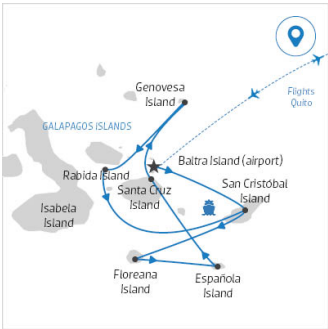 Genovesa
Island
Flights
Quito
GALAPAGOS ISLANDS
Baltra Island (airport)
Rabida Island
Santa Cruz
Island
San Cristóbal
Island
Isabela
Island
Floreana
Island
Española
Island